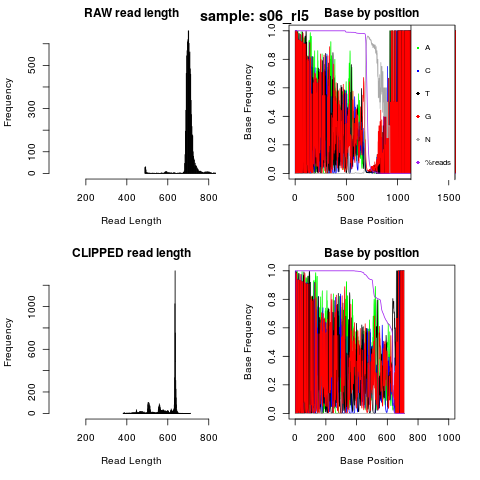 sample: s06_rl5
RAW read length
Frequency
0 100 300 500
200 400 600 800
Read Length
Base by position
Base Frequency
0.0 0.2 0.4 0.6 0.8 1.0
0 500 1000 1500
Base Position
A
C
T
G
N
%reads
CLIPPED read length
Frequency
0 200 600 1000
200 400 600 800
Read Length
Base by position
Base Frequency
0.0 0.2 0.4 0.6 0.8 1.0
0 200 400 600 800 1000
Base Position